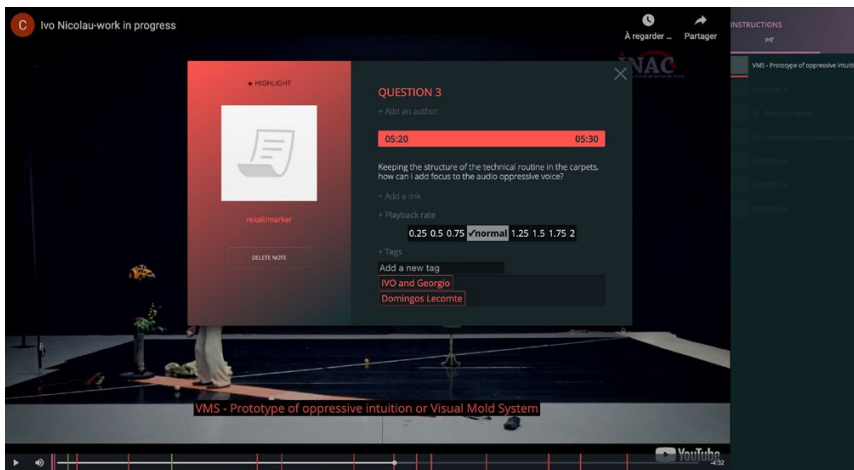 C
Ivo Nicolau-work in progress
À regarder ...
Partager
INAC
INSTRUCTIONS
VMS - Prototype of oppressive intuiti
+ HIGHLIGHT
rekall/marker
DELETE NOTE
QUESTION 3
+ Add an author
05:20 05:30
Keeping the structure of the technical routine in the carpets,
how can i add focus to the audio oppressive voice?
+ Add a link
+ Playback rate
0.25 0.5 0.75 ✓normal 1.25 1.5 1.75 2
+ Tags
Add a new tag
IVO and Georgio
Domingos Lecomte
VMS - Prototype of oppressive intuition or Visual Mold System
YouTube